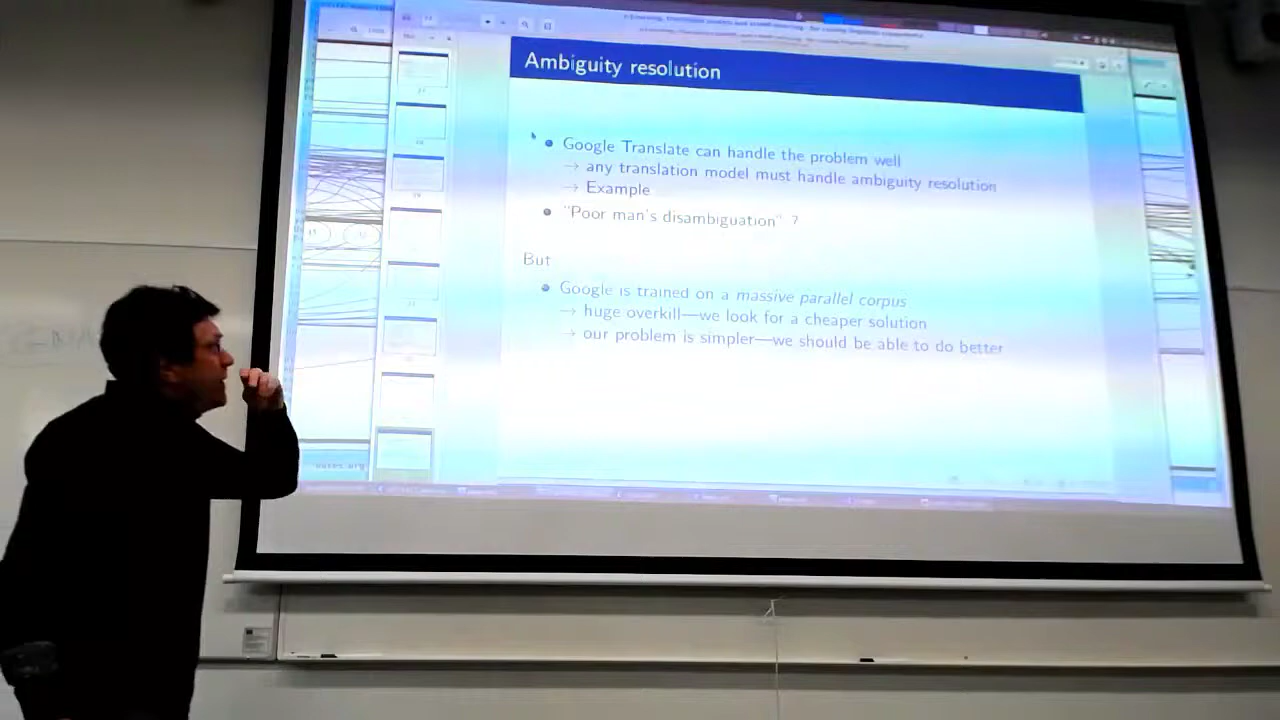 Ambiguity resolution
Google Translate can handle the problem well
→ any translation model must handle ambiguity resolution
→ Example
"Poor man's disambiguation" ?
But
Google is trained on a massive parallel corpus
→ huge overkill—we look for a cheaper solution
→ our problem is simpler—we should be able to do better